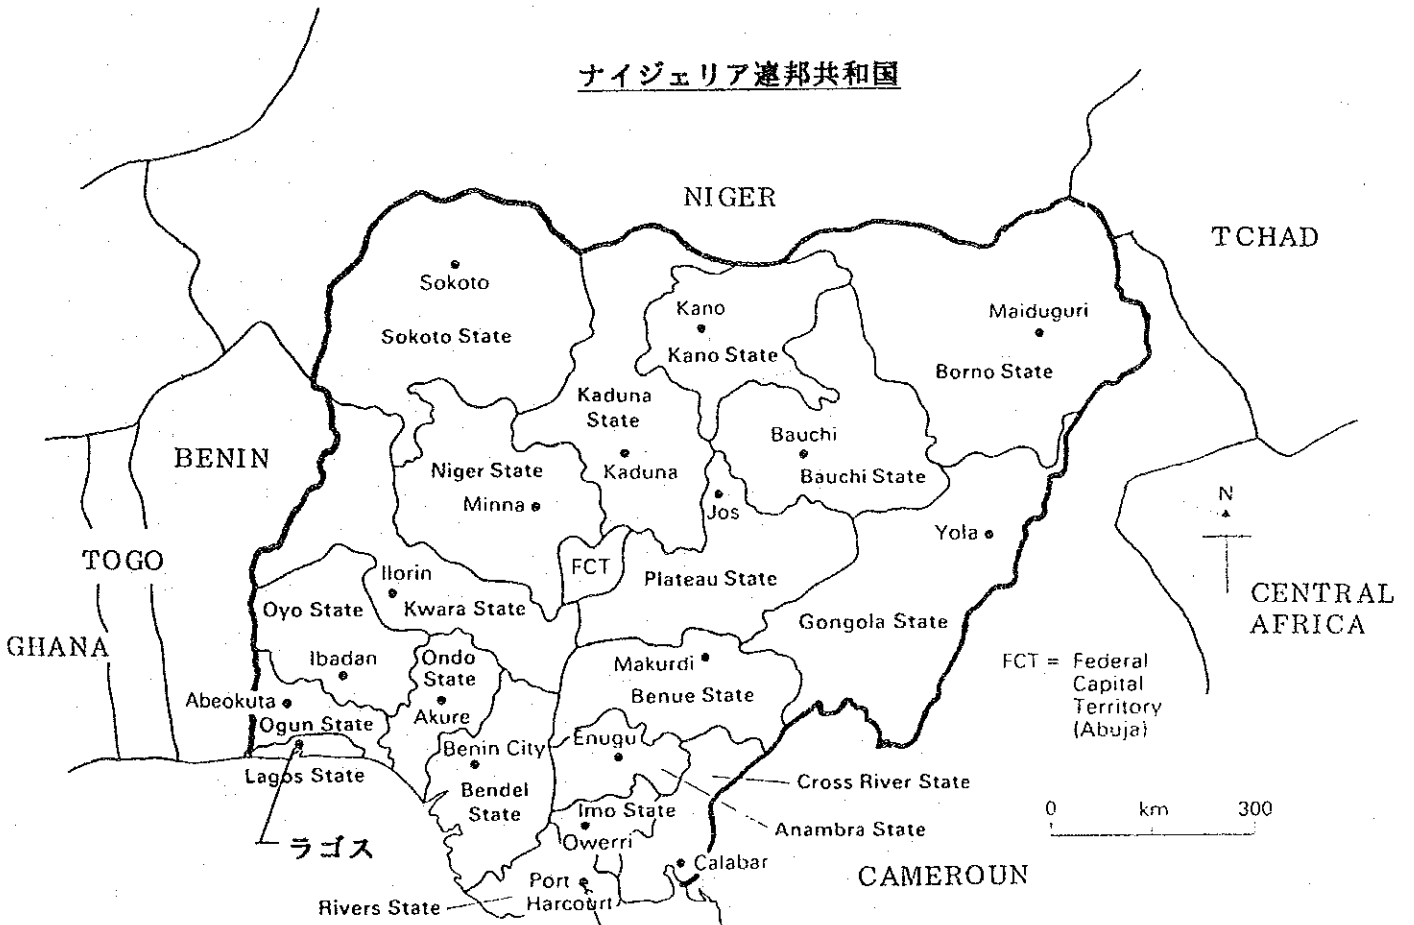 ナイジェリア連邦共和国
NIGER
TCHAD
Sokoto
Sokoto State
Kano
Kano State
Maiduguri
Borno State
Kaduna
State
Kaduna
Bauchi
Bauchi State
BENIN
Niger State
Minna
Jos
Yola
N
TOGO
FCT
Plateau State
Ilorin
Kwara State
Oyo State
Gongola State
CENTRAL
AFRICA
GHANA
Ibadan
Ondo
State
Akure
Makurdi
Benue State
FCT = Federal
Capital
Territory
(Abuja)
Abeokuta
Ogun State
Lagos State
Benin City
Bendel
State
Enugu
Cross River State
Anambra State
Imo State
Owerri
0 km 300
ラゴス
Calabar
CAMEROUN
Port
Harcourt
Rivers State